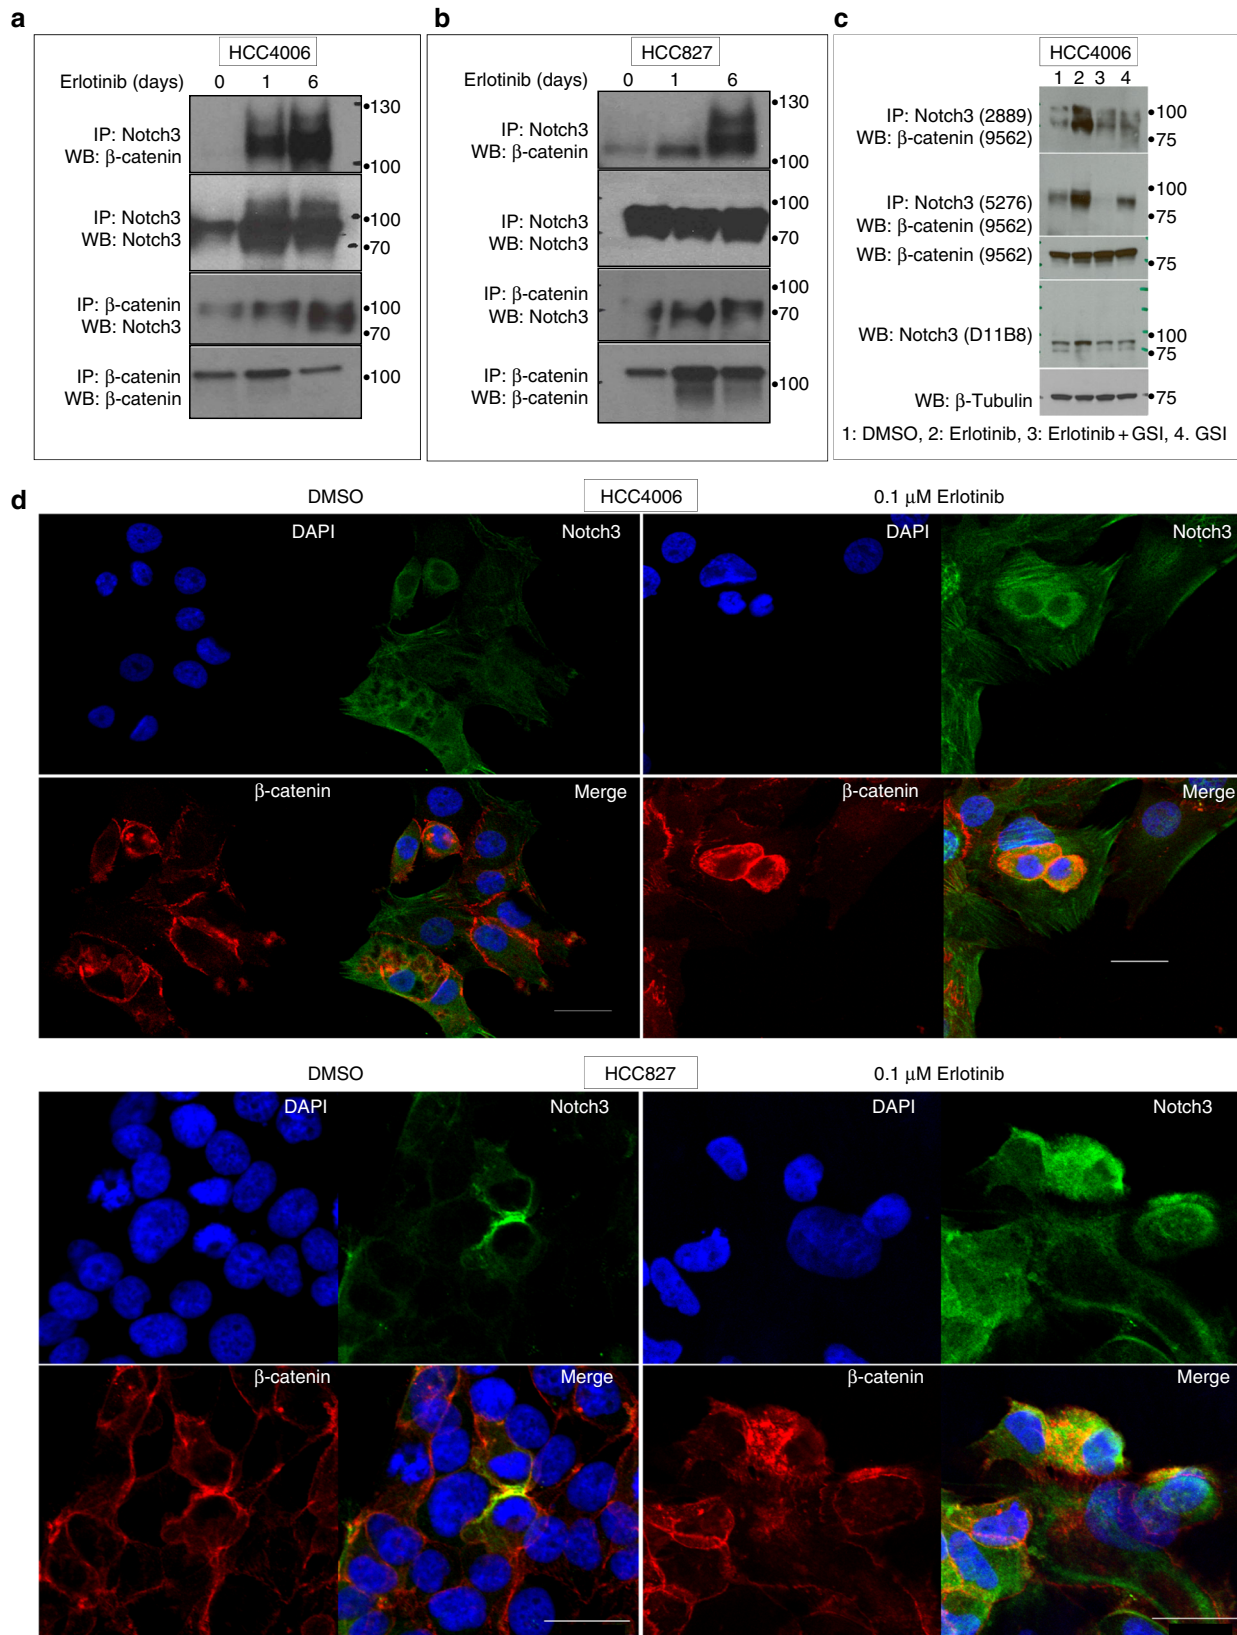 a
HCC4006
Erlotinib (days) 0 1 6
IP: Notch3
WB: β-catenin
•130
•100
IP: Notch3
WB: Notch3
•100
•70
IP: β-catenin
WB: Notch3
•100
•70
IP: β-catenin
WB: β-catenin
•100
b
HCC827
Erlotinib (days) 0 1 6
IP: Notch3
WB: β-catenin
•130
•100
IP: Notch3
WB: Notch3
•100
•70
IP: β-catenin
WB: Notch3
•100
•70
IP: β-catenin
WB: β-catenin
•100
c
HCC4006
1 2 3 4
IP: Notch3 (2889)
WB: β-catenin (9562)
•100
•75
IP: Notch3 (5276)
WB: β-catenin (9562)
•100
•75
WB: β-catenin (9562)
•75
WB: Notch3 (D11B8)
•100
•75
WB: β-Tubulin
•75
1: DMSO, 2: Erlotinib, 3: Erlotinib + GSI, 4. GSI
d
DMSO HCC4006 0.1 μM Erlotinib
DAPI Notch3 DAPI Notch3
β-catenin Merge β-catenin Merge
DMSO HCC827 0.1 μM Erlotinib
DAPI Notch3 DAPI Notch3
β-catenin Merge β-catenin Merge